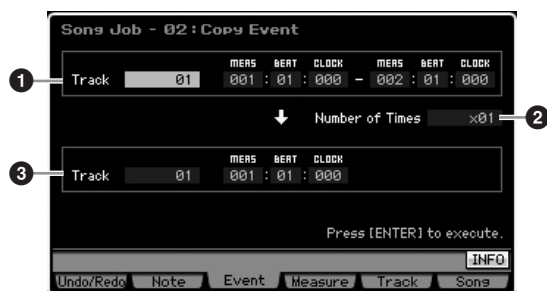 Song Job - 02:Copy Event
MEAS BEAT CLOCK MEAS BEAT CLOCK
1 Track 01 001 : 01 : 000 - 002 : 01 : 000
Number of Times x01 2
MEAS BEAT CLOCK
3 Track 01 001 : 01 : 000
Press [ENTER] to execute.
INFO
Undo/Redo Note Event Measure Track Song